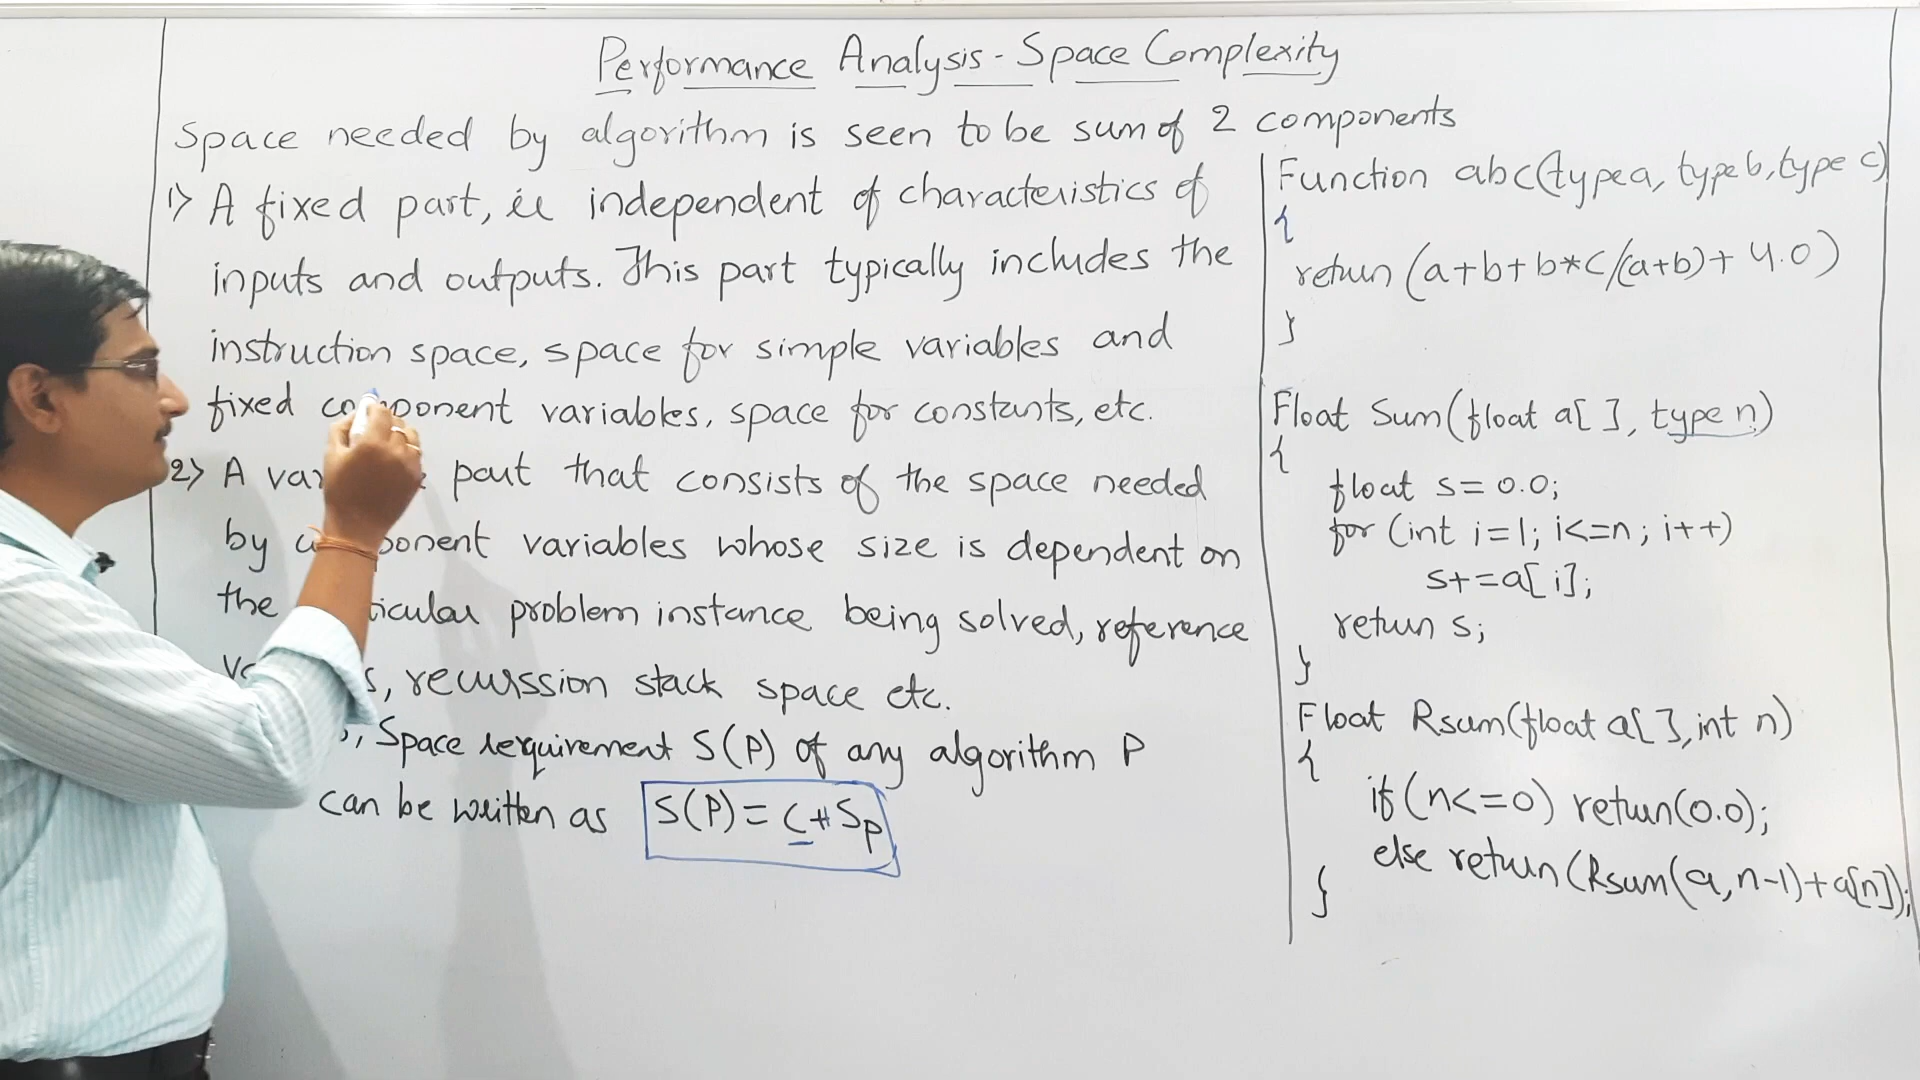 Performance Analysis - Space Complexity
Space needed by algorithm is seen to be sum of 2 components
1> A fixed part, ie independent of characteristics of
inputs and outputs. This part typically includes the
instruction space, space for simple variables and
fixed component variables, space for constants, etc.
2> A part that consists of the space needed
by variables whose size is dependent on
the problem instance being solved, reference
recurssion stack space etc.
Space requirement S(P) of any algorithm P
can be written as S(P) = C + Sp
Function abc(type a, type b, type c)
{
return (a+b+b*c/(a+b)+4.0)
}
Float Sum(float a[ ], type n)
{
float s=0.0;
for (int i=1; i<=n; i++)
s+=a[i];
return s;
}
Float Rsum(float a[ ], int n)
{
if (n<=0) return(0.0);
else return (Rsum(a, n-1)+a[n]);
}